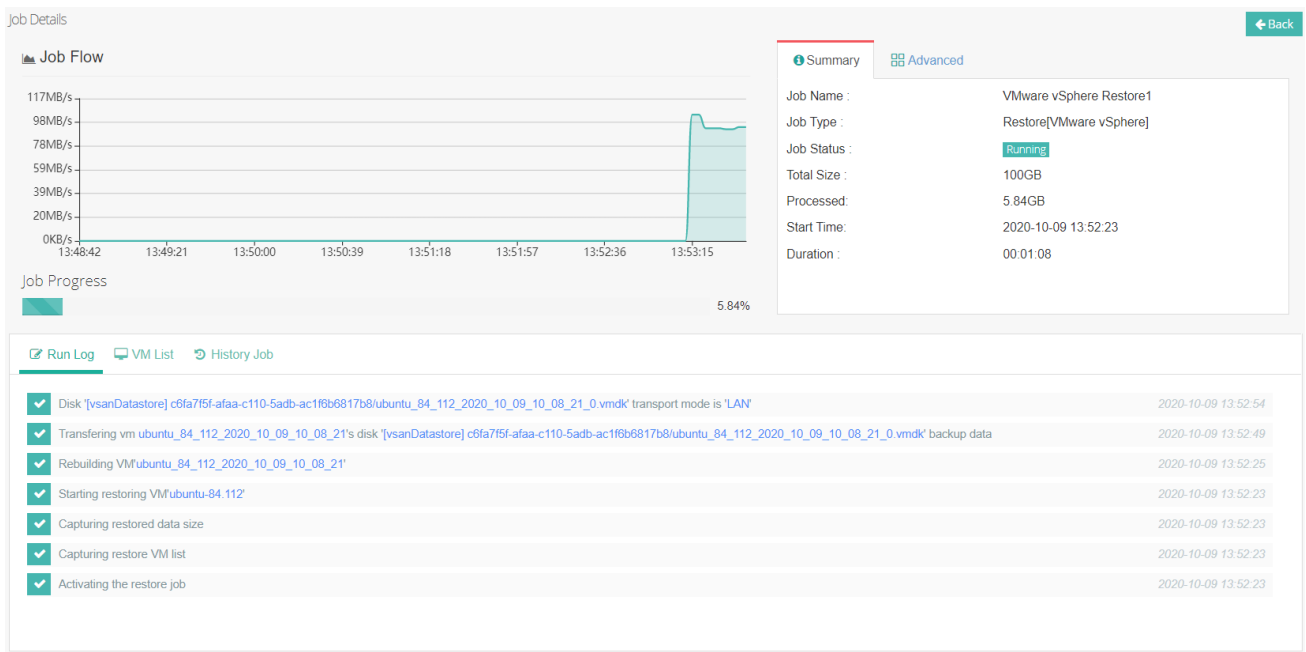 Job Details
Back
Job Flow
117MB/s
98MB/s
78MB/s
59MB/s
39MB/s
20MB/s
0KB/s
13:48:42 13:49:21 13:50:00 13:50:39 13:51:18 13:51:57 13:52:36 13:53:15
Job Progress
5.84%
Summary Advanced
Job Name : VMware vSphere Restore1
Job Type : Restore[VMware vSphere]
Job Status : Running
Total Size : 100GB
Processed: 5.84GB
Start Time: 2020-10-09 13:52:23
Duration : 00:01:08
Run Log VM List History Job
Disk '[vsanDatastore] c6fa7f5f-afaa-c110-5adb-ac1f6b6817b8/ubuntu_84_112_2020_10_09_10_08_21_0.vmdk' transport mode is 'LAN' 2020-10-09 13:52:54
Transfering vm ubuntu_84_112_2020_10_09_10_08_21's disk '[vsanDatastore] c6fa7f5f-afaa-c110-5adb-ac1f6b6817b8/ubuntu_84_112_2020_10_09_10_08_21_0.vmdk' backup data 2020-10-09 13:52:49
Rebuilding VM'ubuntu_84_112_2020_10_09_10_08_21' 2020-10-09 13:52:25
Starting restoring VM'ubuntu-84.112' 2020-10-09 13:52:23
Capturing restored data size 2020-10-09 13:52:23
Capturing restore VM list 2020-10-09 13:52:23
Activating the restore job 2020-10-09 13:52:23